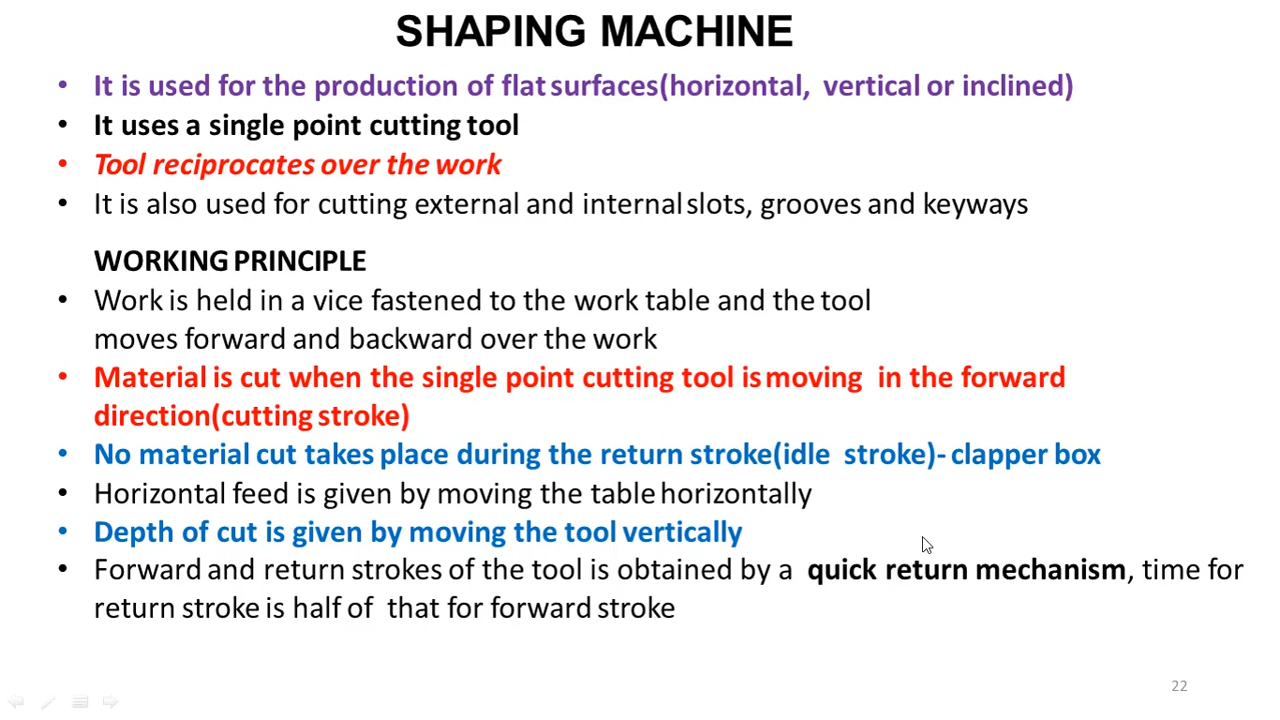 SHAPING MACHINE
• It is used for the production of flat surfaces(horizontal, vertical or inclined)
• It uses a single point cutting tool
• Tool reciprocates over the work
• It is also used for cutting external and internal slots, grooves and keyways
WORKING PRINCIPLE
• Work is held in a vice fastened to the work table and the tool
moves forward and backward over the work
• Material is cut when the single point cutting tool is moving in the forward
direction(cutting stroke)
• No material cut takes place during the return stroke(idle stroke)- clapper box
• Horizontal feed is given by moving the table horizontally
• Depth of cut is given by moving the tool vertically
• Forward and return strokes of the tool is obtained by a quick return mechanism, time for
return stroke is half of that for forward stroke
22